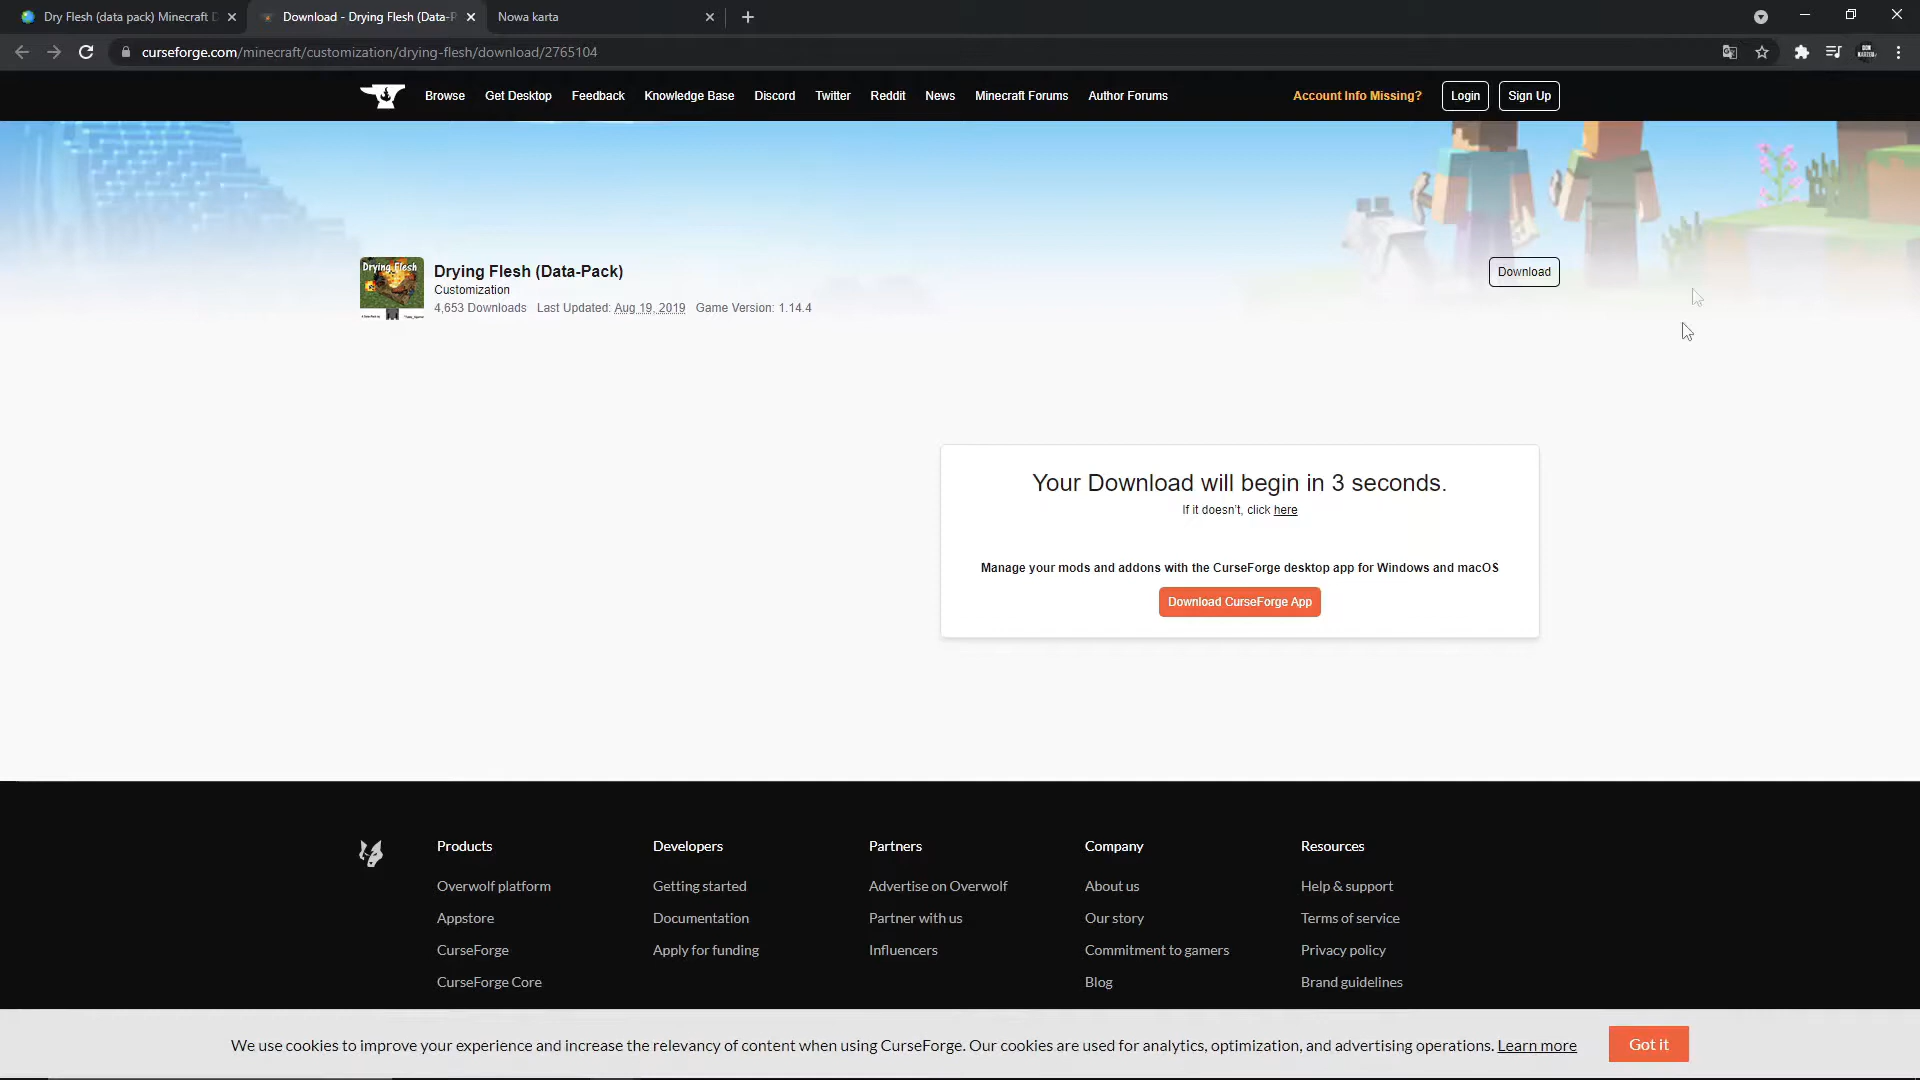 Dry Flesh (data pack) Minecraft D
Download - Drying Flesh (Data-P
Nowa karta
curseforge.com/minecraft/customization/drying-flesh/download/2765104
Browse Get Desktop Feedback Knowledge Base Discord Twitter Reddit News Minecraft Forums Author Forums Account Info Missing? Login Sign Up
Drying Flesh
Drying Flesh (Data-Pack)
Customization
4,653 Downloads Last Updated: Aug 19, 2019 Game Version: 1.14.4
Download
Your Download will begin in 3 seconds.
If it doesn't, click here
Manage your mods and addons with the CurseForge desktop app for Windows and macOS
Download CurseForge App
Products
Overwolf platform
Appstore
CurseForge
CurseForge Core
Developers
Getting started
Documentation
Apply for funding
Partners
Advertise on Overwolf
Partner with us
Influencers
Company
About us
Our story
Commitment to gamers
Blog
Resources
Help & support
Terms of service
Privacy policy
Brand guidelines
We use cookies to improve your experience and increase the relevancy of content when using CurseForge. Our cookies are used for analytics, optimization, and advertising operations. Learn more
Got it